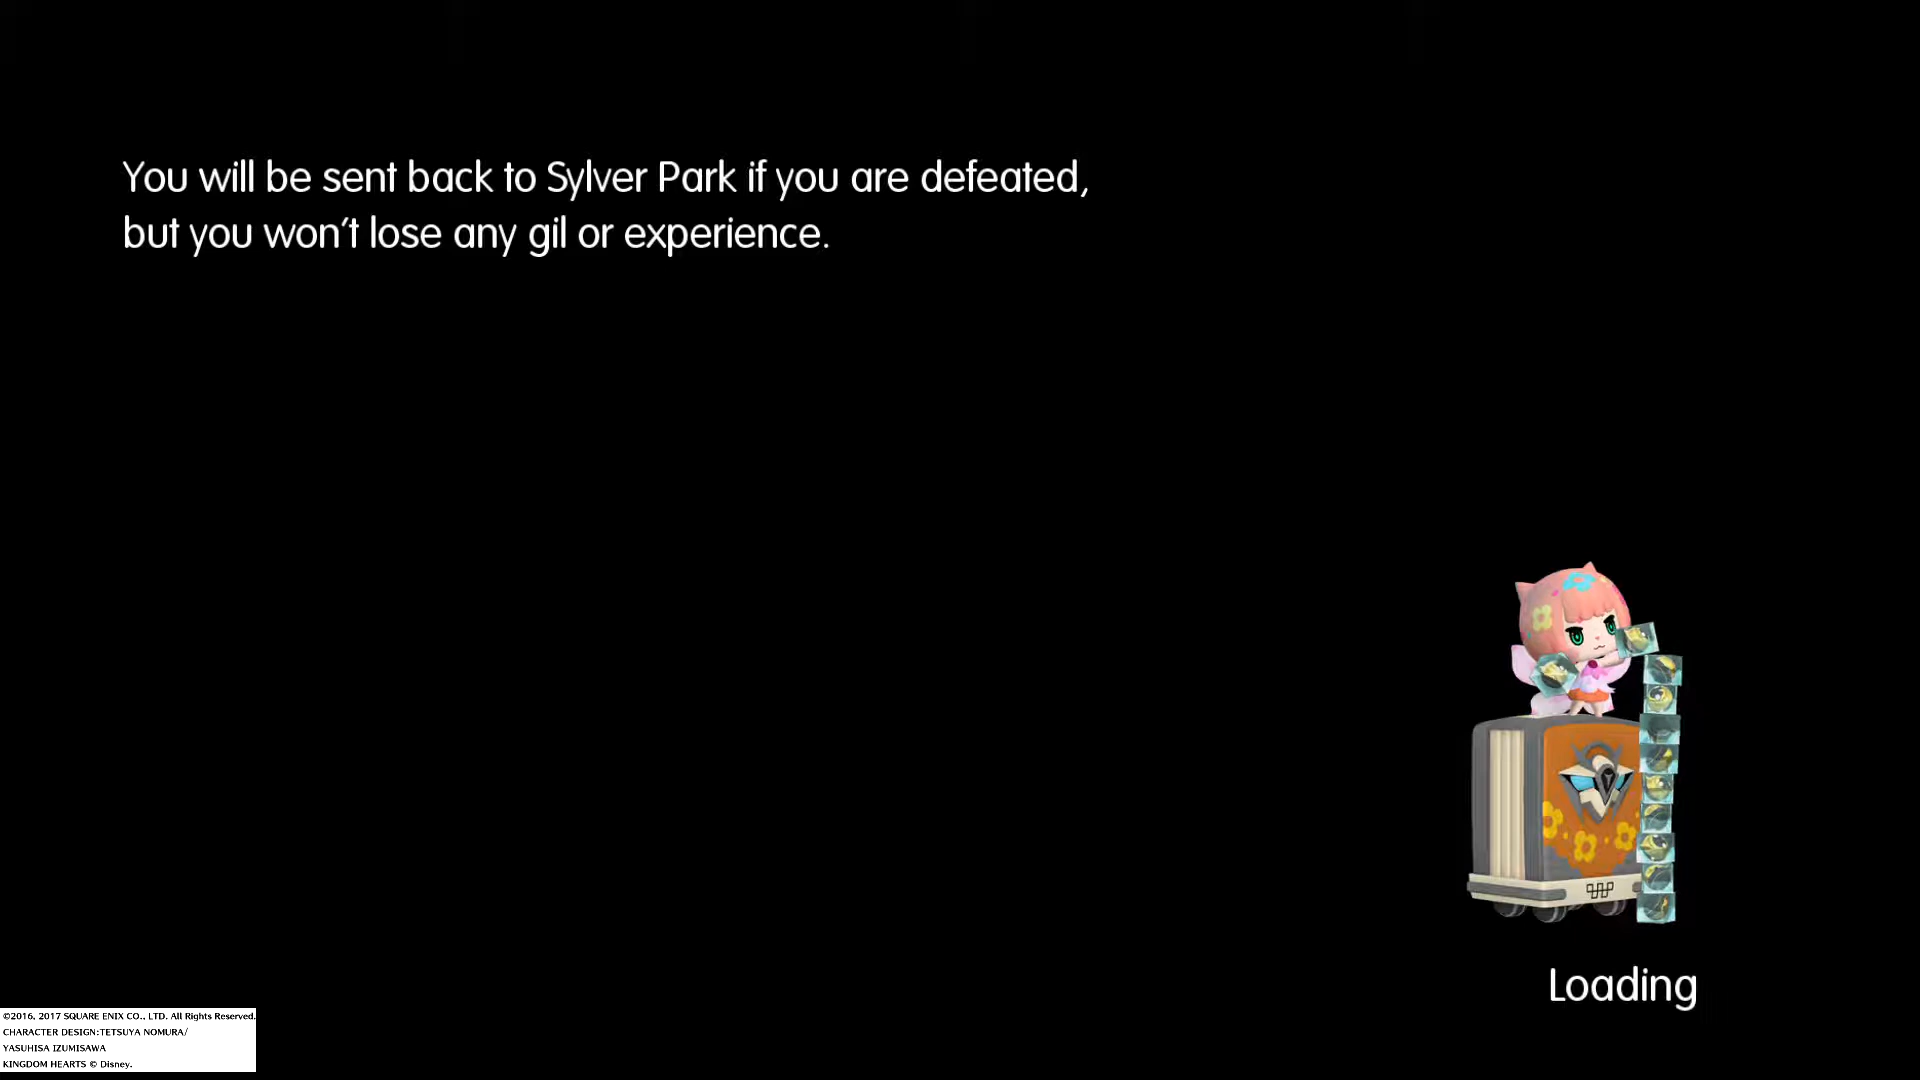 You will be sent back to Sylver Park if you are defeated,
but you won't lose any gil or experience.
Loading
©2016, 2017 SQUARE ENIX CO., LTD. All Rights Reserved.
CHARACTER DESIGN:TETSUYA NOMURA/
YASUHISA IZUMISAWA
KINGDOM HEARTS © Disney.